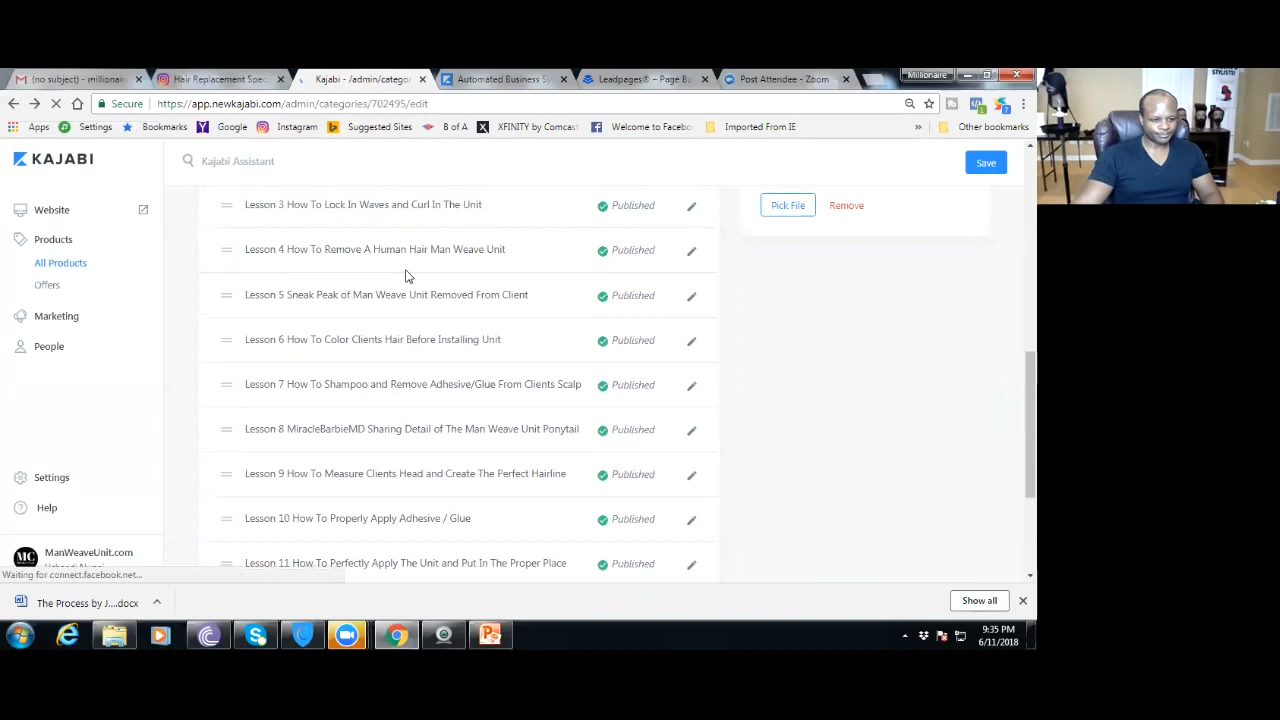 (no subject) - millionair
Hair Replacement Spec
Kajabi - /admin/categor
Automated Business Sy
Leadpages® – Page Bu
Post Attendee - Zoom
Millionaire
Secure
https://app.newkajabi.com/admin/categories/702495/edit
Apps
Settings
Bookmarks
Google
Instagram
Suggested Sites
B of A
XFINITY by Comcast
Welcome to Faceboo
Imported From IE
»
Other bookmarks
KAJABI
Kajabi Assistant
Save
Website
Products
All Products
Offers
Marketing
People
Settings
Help
MC
ManWeaveUnit.com
Lesson 3 How To Lock In Waves and Curl In The Unit
Published
Lesson 4 How To Remove A Human Hair Man Weave Unit
Published
Lesson 5 Sneak Peak of Man Weave Unit Removed From Client
Published
Lesson 6 How To Color Clients Hair Before Installing Unit
Published
Lesson 7 How To Shampoo and Remove Adhesive/Glue From Clients Scalp
Published
Lesson 8 MiracleBarbieMD Sharing Detail of The Man Weave Unit Ponytail
Published
Lesson 9 How To Measure Clients Head and Create The Perfect Hairline
Published
Lesson 10 How To Properly Apply Adhesive / Glue
Published
Lesson 11 How To Perfectly Apply The Unit and Put In The Proper Place
Published
Pick File
Remove
Waiting for connect.facebook.net...
The Process by J....docx
Show all
9:35 PM
6/11/2018